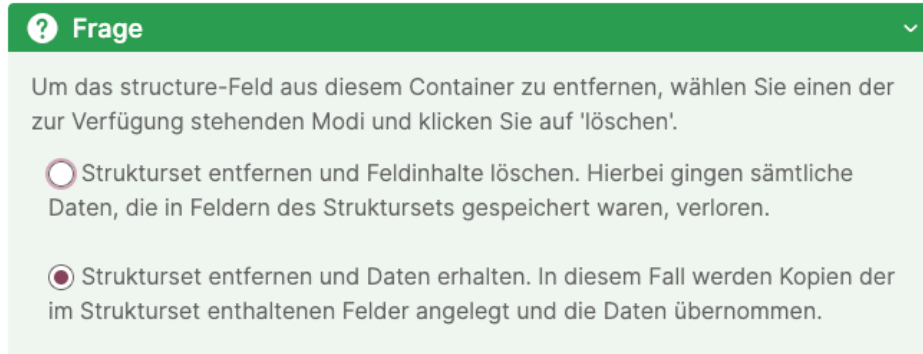 Frage
Um das structure-Feld aus diesem Container zu entfernen, wählen Sie einen der
zur Verfügung stehenden Modi und klicken Sie auf 'löschen'.
Strukturset entfernen und Feldinhalte löschen. Hierbei gingen sämtliche
Daten, die in Feldern des Struktursets gespeichert waren, verloren.
Strukturset entfernen und Daten erhalten. In diesem Fall werden Kopien der
im Strukturset enthaltenen Felder angelegt und die Daten übernommen.